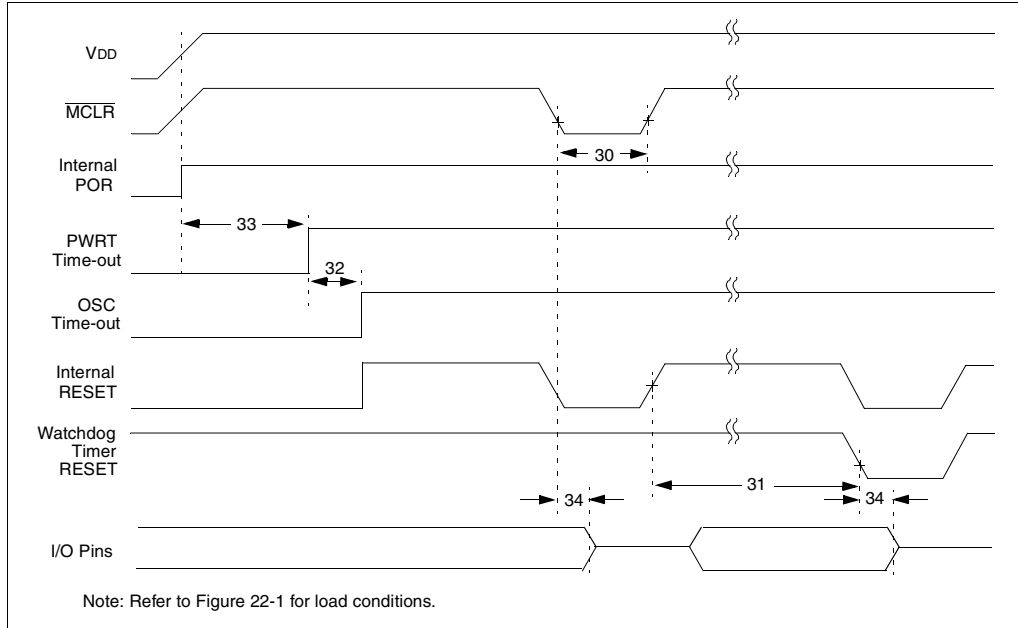 VDD
MCLR
Internal
POR
30
33
PWRT
Time-out
32
OSC
Time-out
Internal
RESET
Watchdog
Timer
RESET
31
34
34
I/O Pins
Note: Refer to Figure 22-1 for load conditions.